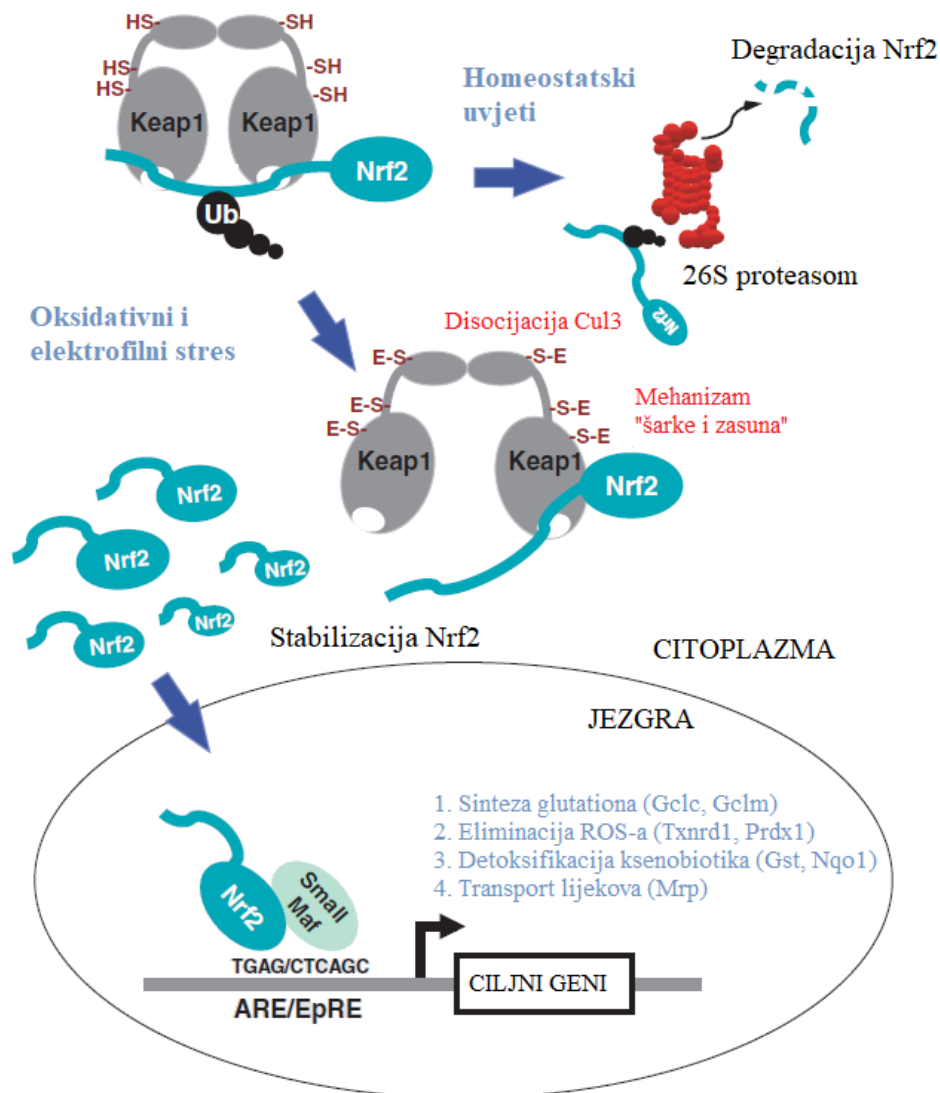 HS-
-SH
HS-
HS-
-SH
-SH
Keap1
Keap1
Nrf2
Ub
Homeostatski
uvjeti
Degradacija Nrf2
26S proteasom
Nrf2
Oksidativni i
elektrofilni stres
Disocijacija Cul3
E-S-
-S-E
E-S-
E-S-
-S-E
-S-E
Mehanizam
"šarke i zasuna"
Keap1
Keap1
Nrf2
Nrf2
Nrf2
Nrf2
Nrf2
Nrf2
Stabilizacija Nrf2
CITOPLAZMA
JEZGRA
1. Sinteza glutationa (Gclc, Gclm)
2. Eliminacija ROS-a (Txnrd1, Prdx1)
3. Detoksifikacija ksenobiotika (Gst, Nqo1)
4. Transport lijekova (Mrp)
Nrf2
Small
Maf
TGAG/CTCAGC
ARE/EpRE
CILJNI GENI